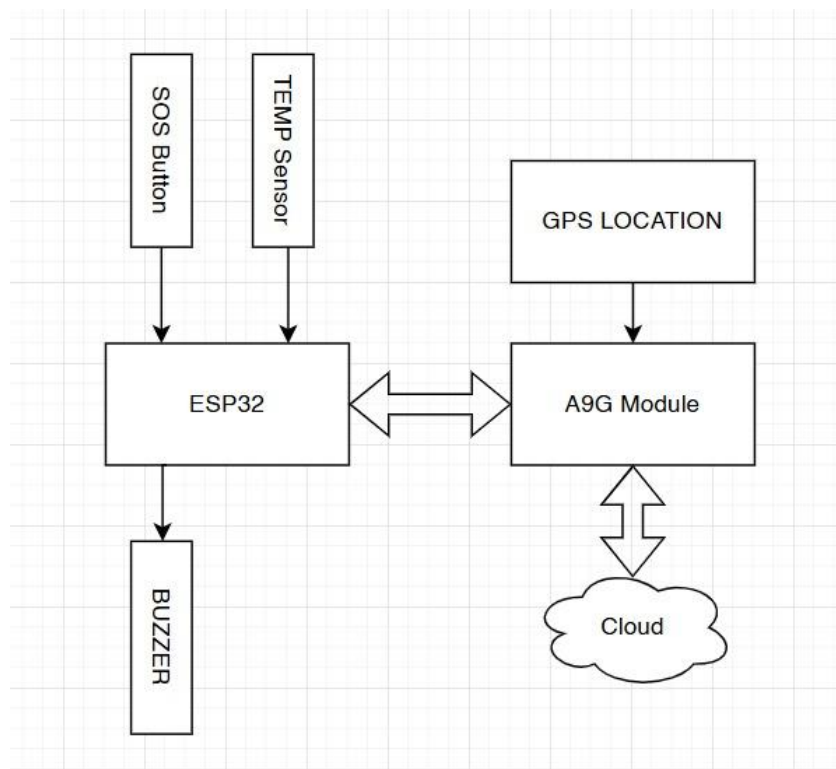 SOS Button
TEMP Sensor
GPS LOCATION
ESP32
A9G Module
BUZZER
Cloud